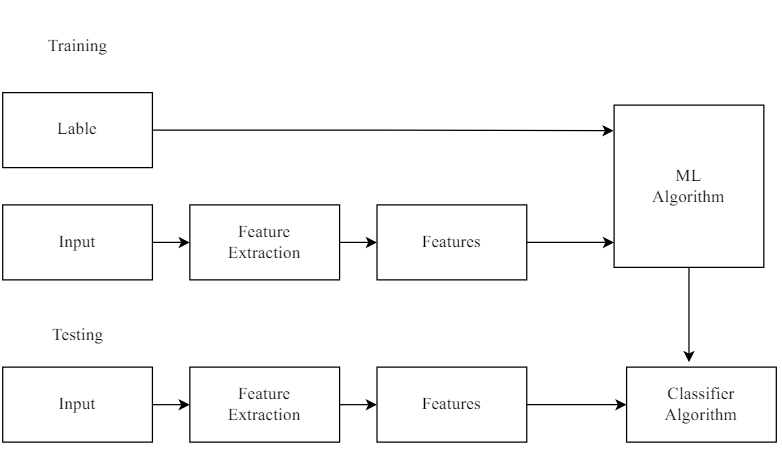 Training
Lable
ML
Algorithm
Input
Feature
Extraction
Features
Testing
Input
Feature
Extraction
Features
Classifier
Algorithm